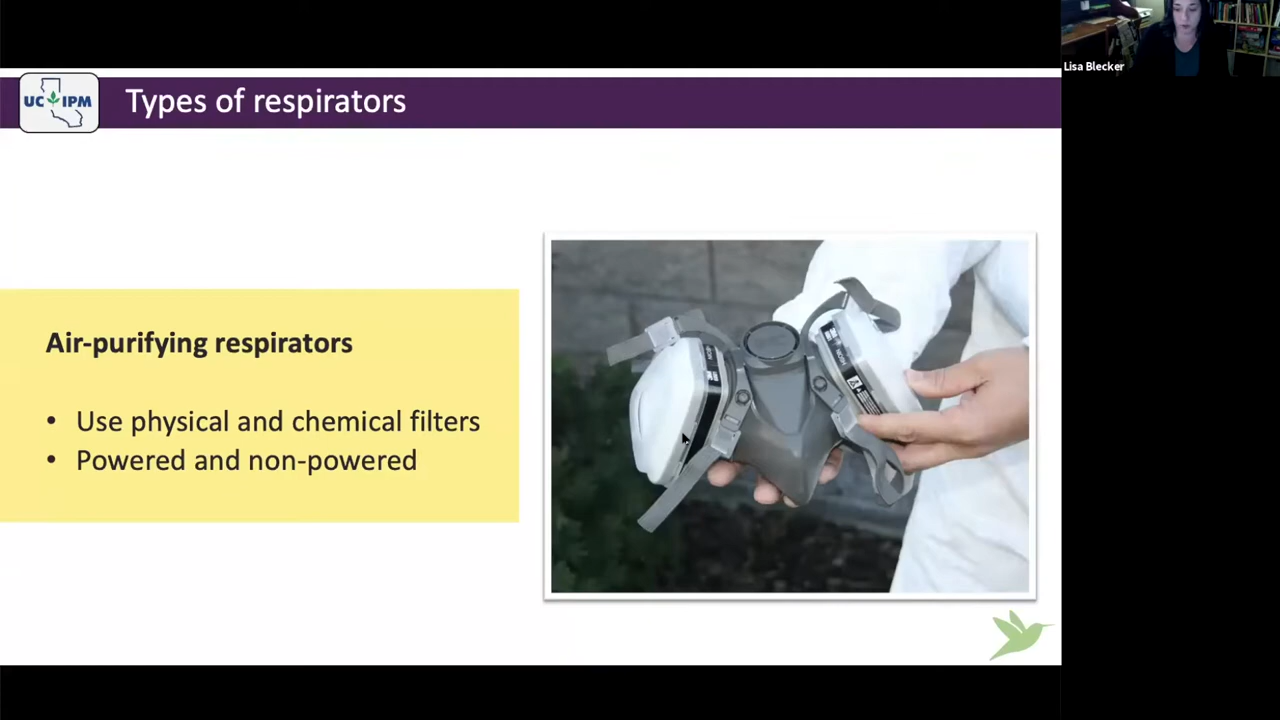 Lisa Blecker
UC IPM
Types of respirators
Air-purifying respirators
• Use physical and chemical filters
• Powered and non-powered